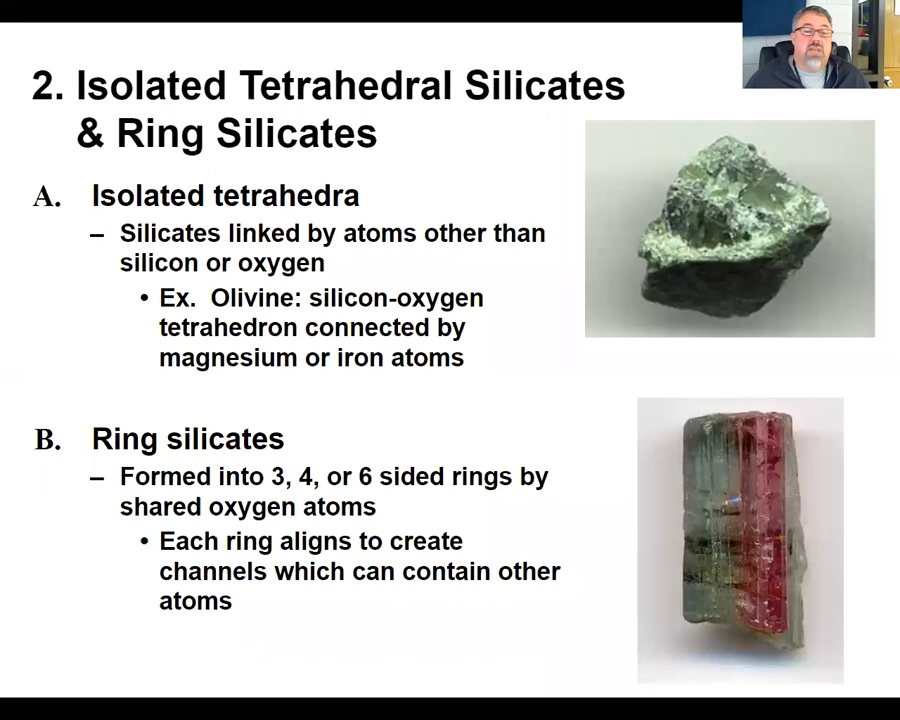 2. Isolated Tetrahedral Silicates
& Ring Silicates
A. Isolated tetrahedra
– Silicates linked by atoms other than
silicon or oxygen
• Ex. Olivine: silicon-oxygen
tetrahedron connected by
magnesium or iron atoms
B. Ring silicates
– Formed into 3, 4, or 6 sided rings by
shared oxygen atoms
• Each ring aligns to create
channels which can contain other
atoms